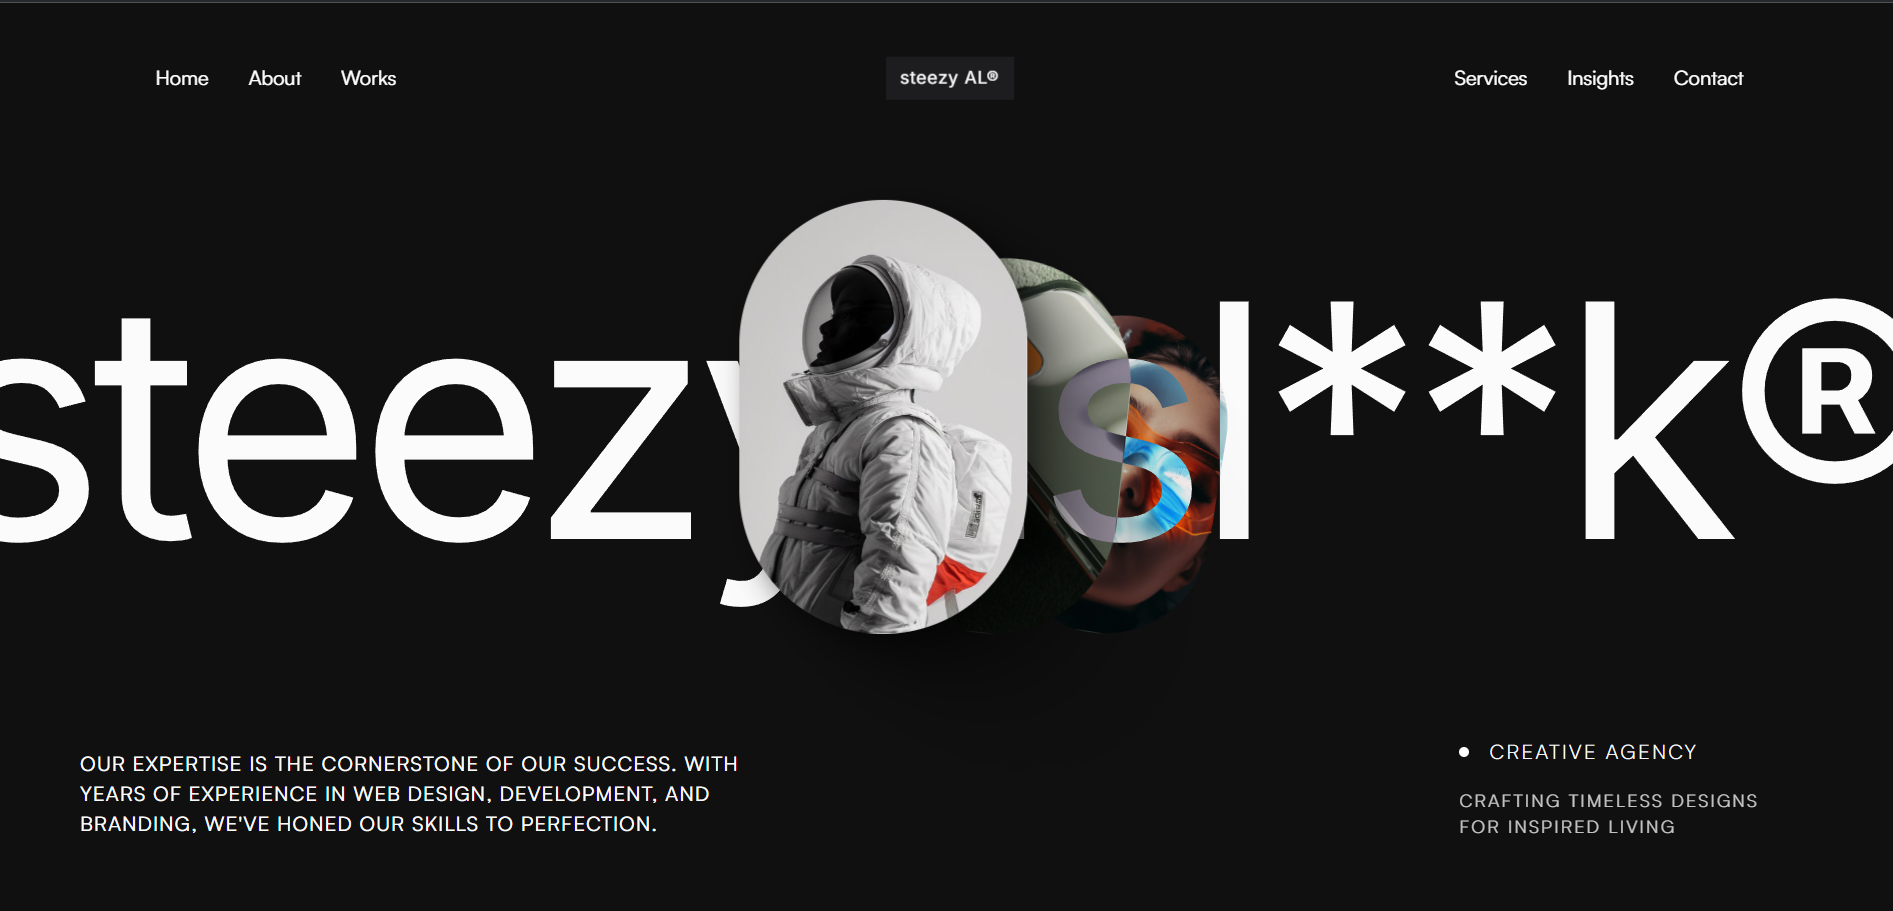 Home About Works steezy AL® Services Insights Contact
steezy sl**k®
OUR EXPERTISE IS THE CORNERSTONE OF OUR SUCCESS. WITH
YEARS OF EXPERIENCE IN WEB DESIGN, DEVELOPMENT, AND
BRANDING, WE'VE HONED OUR SKILLS TO PERFECTION.
CREATIVE AGENCY
CRAFTING TIMELESS DESIGNS
FOR INSPIRED LIVING